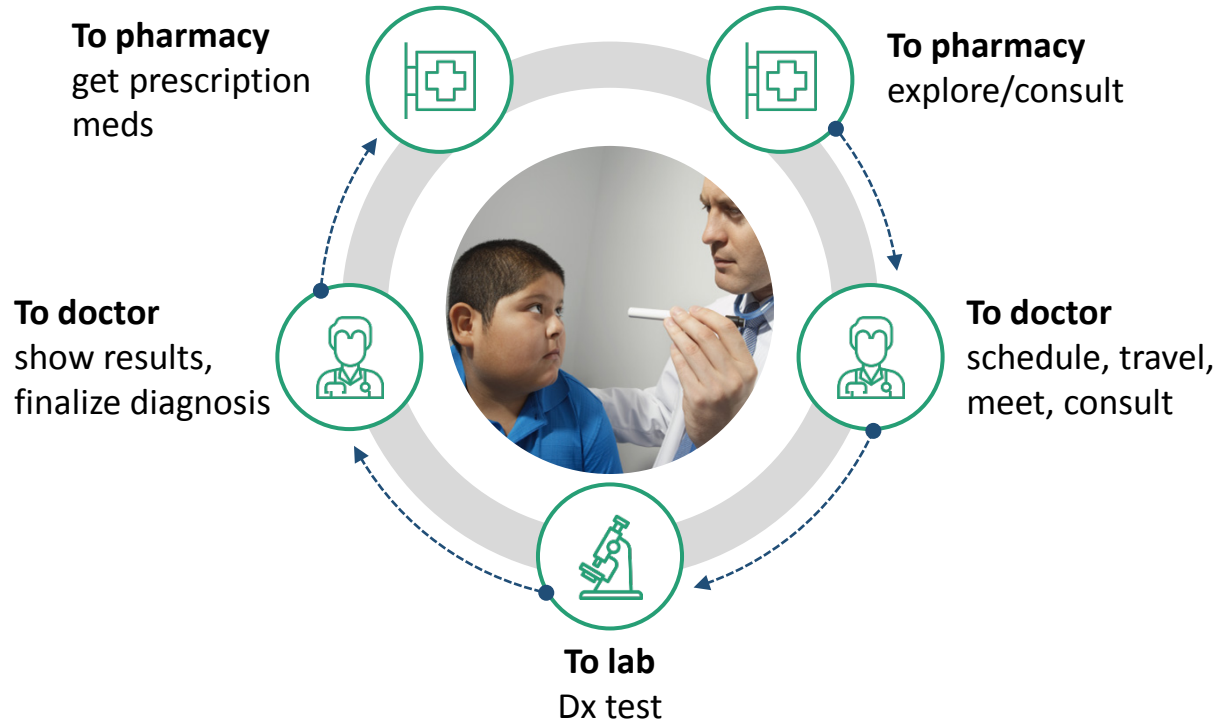 To pharmacy
get prescription
meds
To pharmacy
explore/consult
To doctor
show results,
finalize diagnosis
To doctor
schedule, travel,
meet, consult
To lab
Dx test